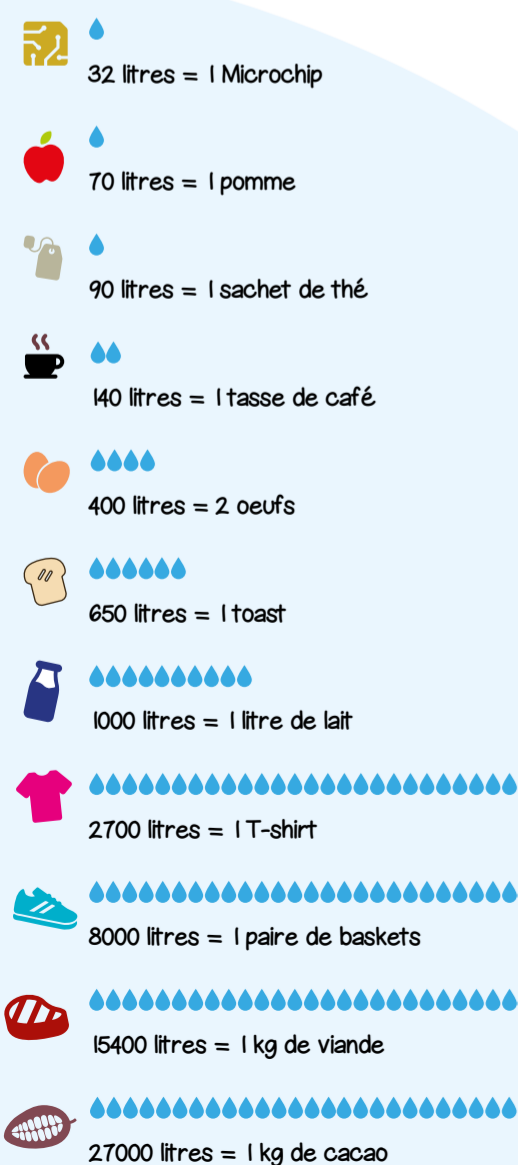 32 litres = 1 Microchip
70 litres = 1 pomme
90 litres = 1 sachet de thé
140 litres = 1 tasse de café
400 litres = 2 oeufs
650 litres = 1 toast
1000 litres = 1 litre de lait
2700 litres = 1 T-shirt
8000 litres = 1 paire de baskets
15400 litres = 1 kg de viande
27000 litres = 1 kg de cacao